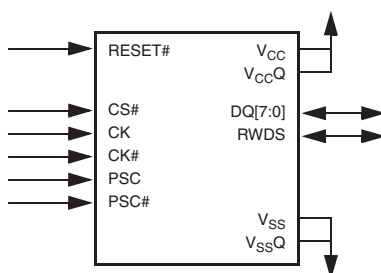 RESET#
CS#
CK
CK#
PSC
PSC#
VCC
VCCQ
DQ[7:0]
RWDS
VSS
VSSQ